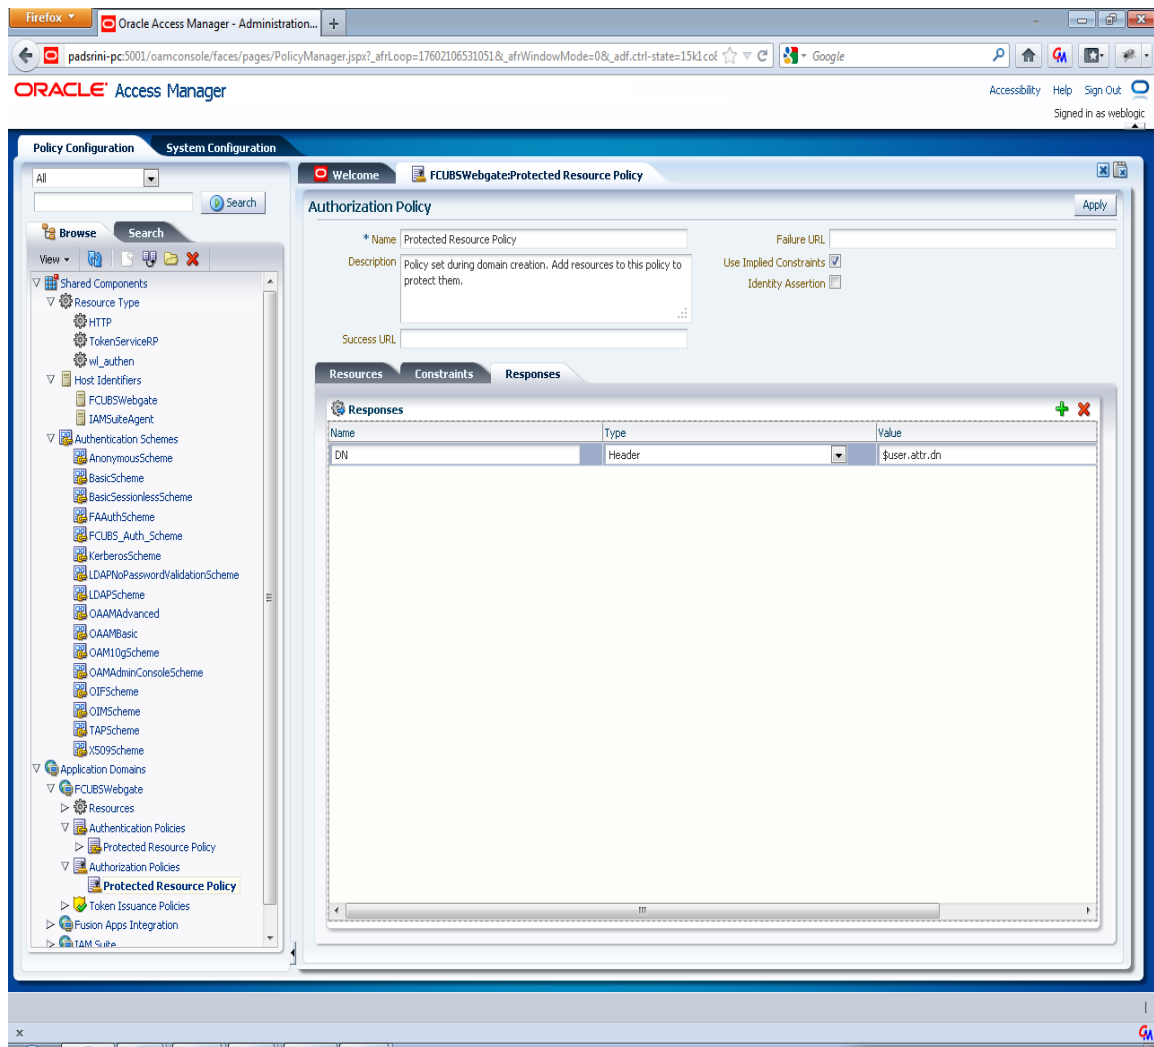 Firefox
Oracle Access Manager - Administration...
padsrini-pc:5001/oamconsole/faces/pages/PolicyManager.jspx?_afrLoop=17602106531051&_afrWindowMode=0&_adf.ctrl-state=15k1co
Google
ORACLE Access Manager
Accessibility Help Sign Out
Signed in as weblogic
Policy Configuration System Configuration
All
Search
Browse Search
View
Shared Components
Resource Type
HTTP
TokenServiceRP
wl_authen
Host Identifiers
FCUBSWebgate
IAMSuiteAgent
Authentication Schemes
AnonymousScheme
BasicScheme
BasicSessionlessScheme
FAAuthScheme
FCUBS_Auth_Scheme
KerberosScheme
LDAPNoPasswordValidationScheme
LDAPScheme
OAAMAdvanced
OAAMBasic
OAM10gScheme
OAMAdminConsoleScheme
OIFScheme
OIMScheme
TAPScheme
X509Scheme
Application Domains
FCUBSWebgate
Resources
Authentication Policies
Protected Resource Policy
Authorization Policies
Protected Resource Policy
Token Issuance Policies
Fusion Apps Integration
IAM Suite
Welcome FCUBSWebgate:Protected Resource Policy
Authorization Policy Apply
* Name Protected Resource Policy
Description Policy set during domain creation. Add resources to this policy to
protect them.
Success URL
Failure URL
Use Implied Constraints
Identity Assertion
Resources Constraints Responses
Responses
Name Type Value
DN Header $user.attr.dn
x